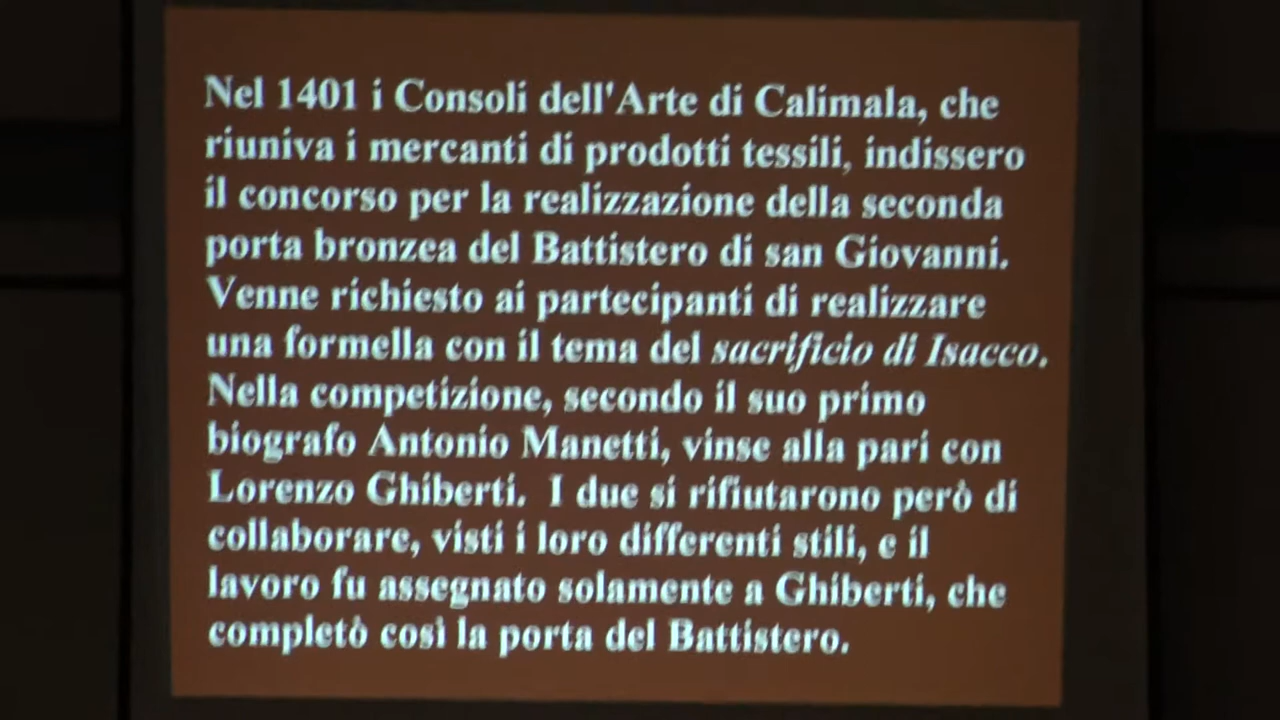 Nel 1401 i Consoli dell'Arte di Calimala, che
riuniva i mercanti di prodotti tessili, indissero
il concorso per la realizzazione della seconda
porta bronzea del Battistero di san Giovanni.
Venne richiesto ai partecipanti di realizzare
una formella con il tema del sacrificio di Isacco.
Nella competizione, secondo il suo primo
biografo Antonio Manetti, vinse alla pari con
Lorenzo Ghiberti. I due si rifiutarono però di
collaborare, visti i loro differenti stili, e il
lavoro fu assegnato solamente a Ghiberti, che
completò così la porta del Battistero.